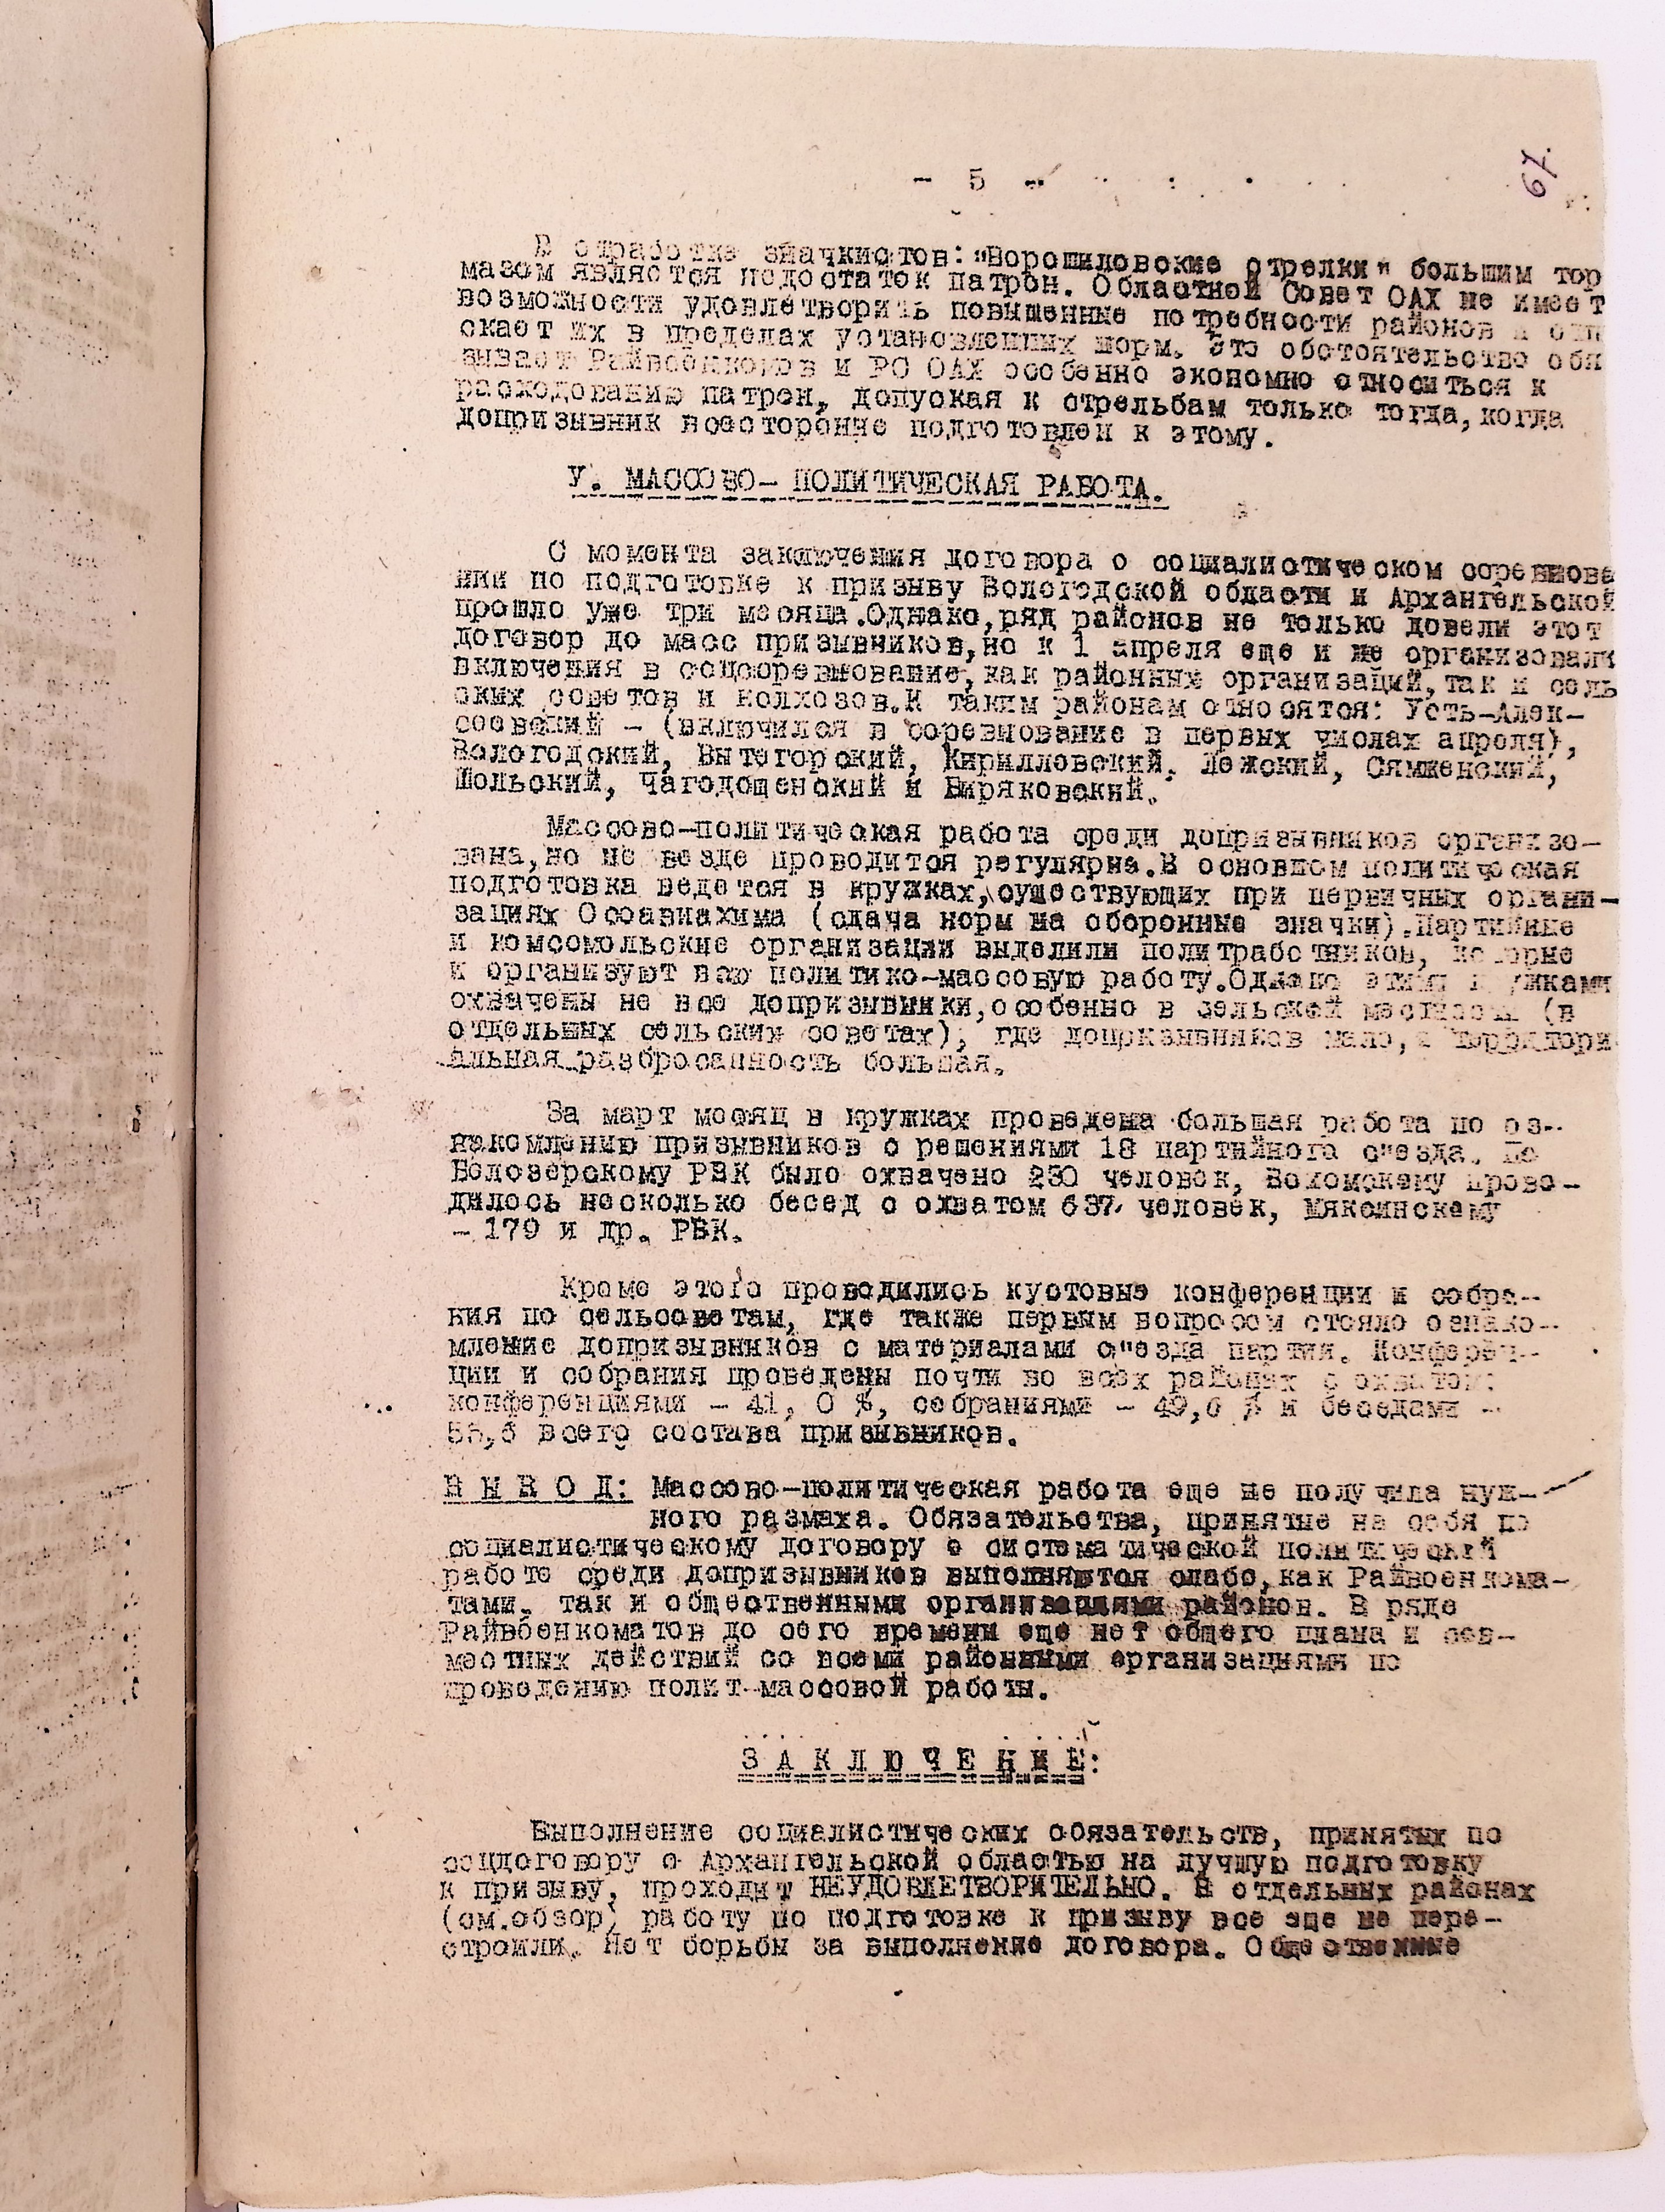 - 5 -
67.
В отработке значкистов: "Ворошиловские стрелки" большим тор
мазом является недостаток патрон. Областной Совет ОАХ не имеет
возможности удовлетворить повышенные потребности районов и отп
скает их в пределах установленных норм. Это обстоятельство обя
зывает Райвоенкомов и РО ОАХ особенно экономно относиться к
расходованию патрон, допуская к стрельбам только тогда, когда
допризывник всесторонне подготовлен к этому.
У. МАССОВО- ПОЛИТИЧЕСКАЯ РАБОТА.
С момента заключения договора о социалистическом соревнова
нии по подготовке к призыву Вологодской области и Архангельской
прошло уже три месяца.Однако,ряд районов не только довели этот
договор до масс призывников,но к 1 апреля еще и не организовали
включения в соцсоревнование, как районных организаций,так и сель
ских советов и колхозов.К таким районам относятся: Усть-Алек-
совский - (включился в соревнование в первых числах апреля),
Вологодский, Вытегорский, Кирилловский. Лежский, Сямженский,
Шольский, Чагодощенский и Биряковский.
Массово-политическая работа среди допризывников организо-
вана,но не везде проводится регулярно.В основном политическая
подготовка ведется в кружках, существующих при первичных органи-
зациях Осоавиахима (сдача норм на оборонные значки).Партийные
и комсомольские организации выделили политработников, которые
и организуют всю политико-массовую работу.Однако этими кружками
охвачены не все допризывники,особенно в сельской местности (в
отдельных сельских советах), где допризывников мало, а территори
альная разбросанность большая.
За март месяц в кружках проведена большая работа по оз-
накомлению призывников с решениями 18 партийного с"езда. По
Белозерскому РВК было охвачено 230 человек, Вохомскому прово-
дилось несколько бесед с охватом 637 человек, Мяксинскому
- 179 и др. РВК.
Кроме этого проводились кустовые конференции и собра-
ния по сельсоветам, где также первым вопросом стояло ознако-
мление допризывников с материалами с"езда партии. Конферен-
ции и собрания проведены почти во всех районах с охватом:
конференциями - 41, 0 %, собраниями - 49,0 % и беседами -
55,5 всего состава призывников.
В Ы В О Д: Массово-политическая работа еще не получила нуж-
ного размаха. Обязательства, принятые на себя по
социалистическому договору о систематической политической
работе среди допризывников выполняются слабо,как Райвоенкома-
тами. так и общественными организациями районов. В ряде
Райвоенкоматов до сего времени еще нет общего плана и сов-
местных действий со всеми районными организациями по
проведению полит-массовой работы.
З А К Л Ю Ч Е Н И Е:
Выполнение социалистических обязательств, принятых по
соцдоговору с Архангельской областью на лучшую подготовку
к призыву, проходит НЕУДОВЛЕТВОРИТЕЛЬНО. В отдельных районах
(см.обзор) работу по подготовке к призыву все еще не пере-
строили. Нет борьбы за выполнение договора. Общественные